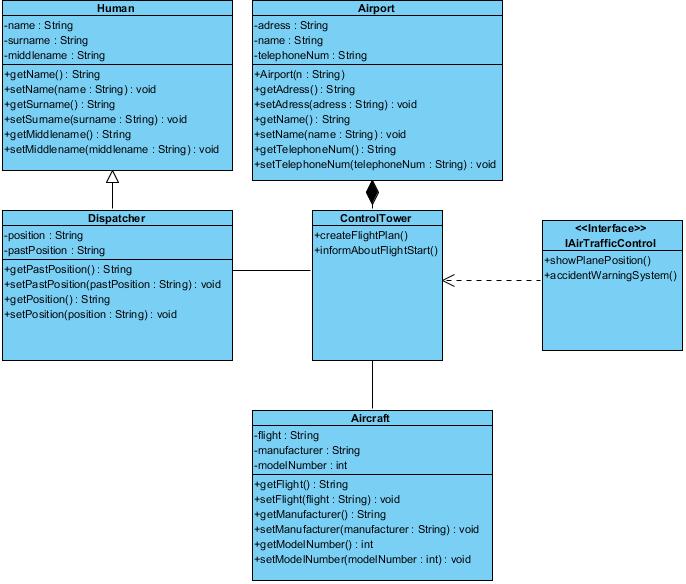 Human
-name : String
-surname : String
-middlename : String
+getName() : String
+setName(name : String) : void
+getSurname() : String
+setSurname(surname : String) : void
+getMiddlename() : String
+setMiddlename(middlename : String) : void
Airport
-adress : String
-name : String
-telephoneNum : String
+Airport(n : String)
+getAdress() : String
+setAdress(adress : String) : void
+getName() : String
+setName(name : String) : void
+getTelephoneNum() : String
+setTelephoneNum(telephoneNum : String) : void
Dispatcher
-position : String
-pastPosition : String
+getPastPosition() : String
+setPastPosition(pastPosition : String) : void
+getPosition() : String
+setPosition(position : String) : void
ControlTower
+createFlightPlan()
+informAboutFlightStart()
<<Interface>>
IAirTrafficControl
+showPlanePosition()
+accidentWarningSystem()
Aircraft
-flight : String
-manufacturer : String
-modelNumber : int
+getFlight() : String
+setFlight(flight : String) : void
+getManufacturer() : String
+setManufacturer(manufacturer : String) : void
+getModelNumber() : int
+setModelNumber(modelNumber : int) : void